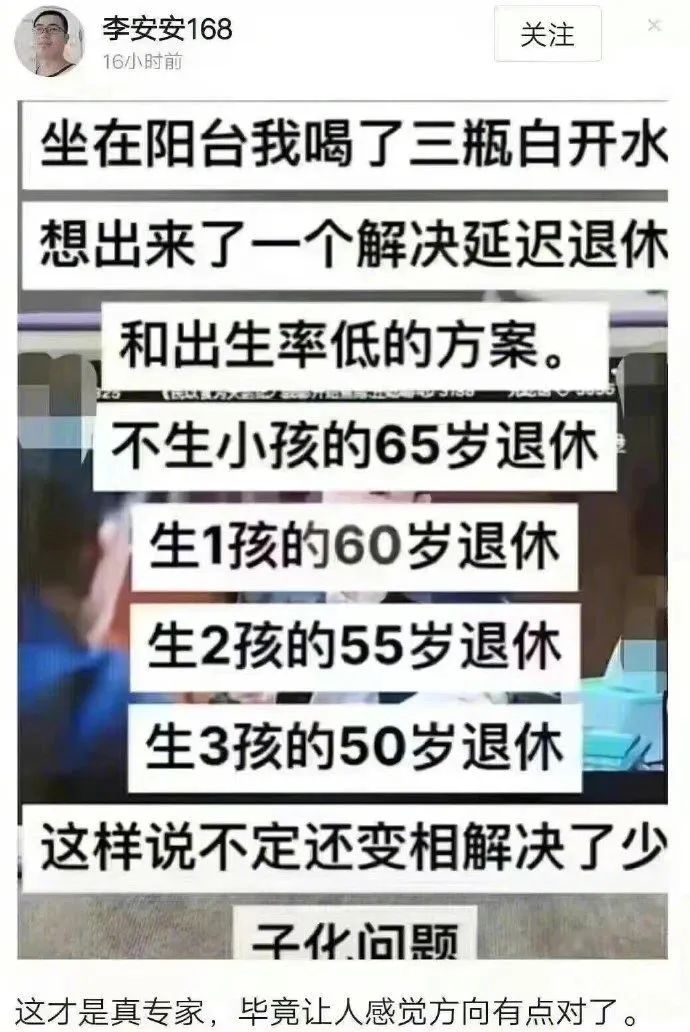 李安安168
关注
16小时前
坐在阳台我喝了三瓶白开水
想出来了一个解决延迟退休
和出生率低的方案。
不生小孩的65岁退休
生1孩的60岁退休
生2孩的55岁退休
生3孩的50岁退休
这样说不定还变相解决了少
子化问题
这才是真专家，毕竟让人感觉方向有点对了。